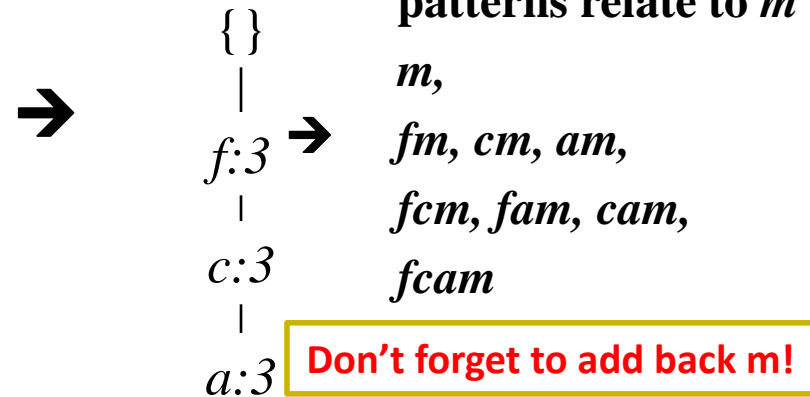 patterns relate to m
{}
m,
f:3
fm, cm, am,
fcm, fam, cam,
c:3
fcam
a:3
Don't forget to add back m!